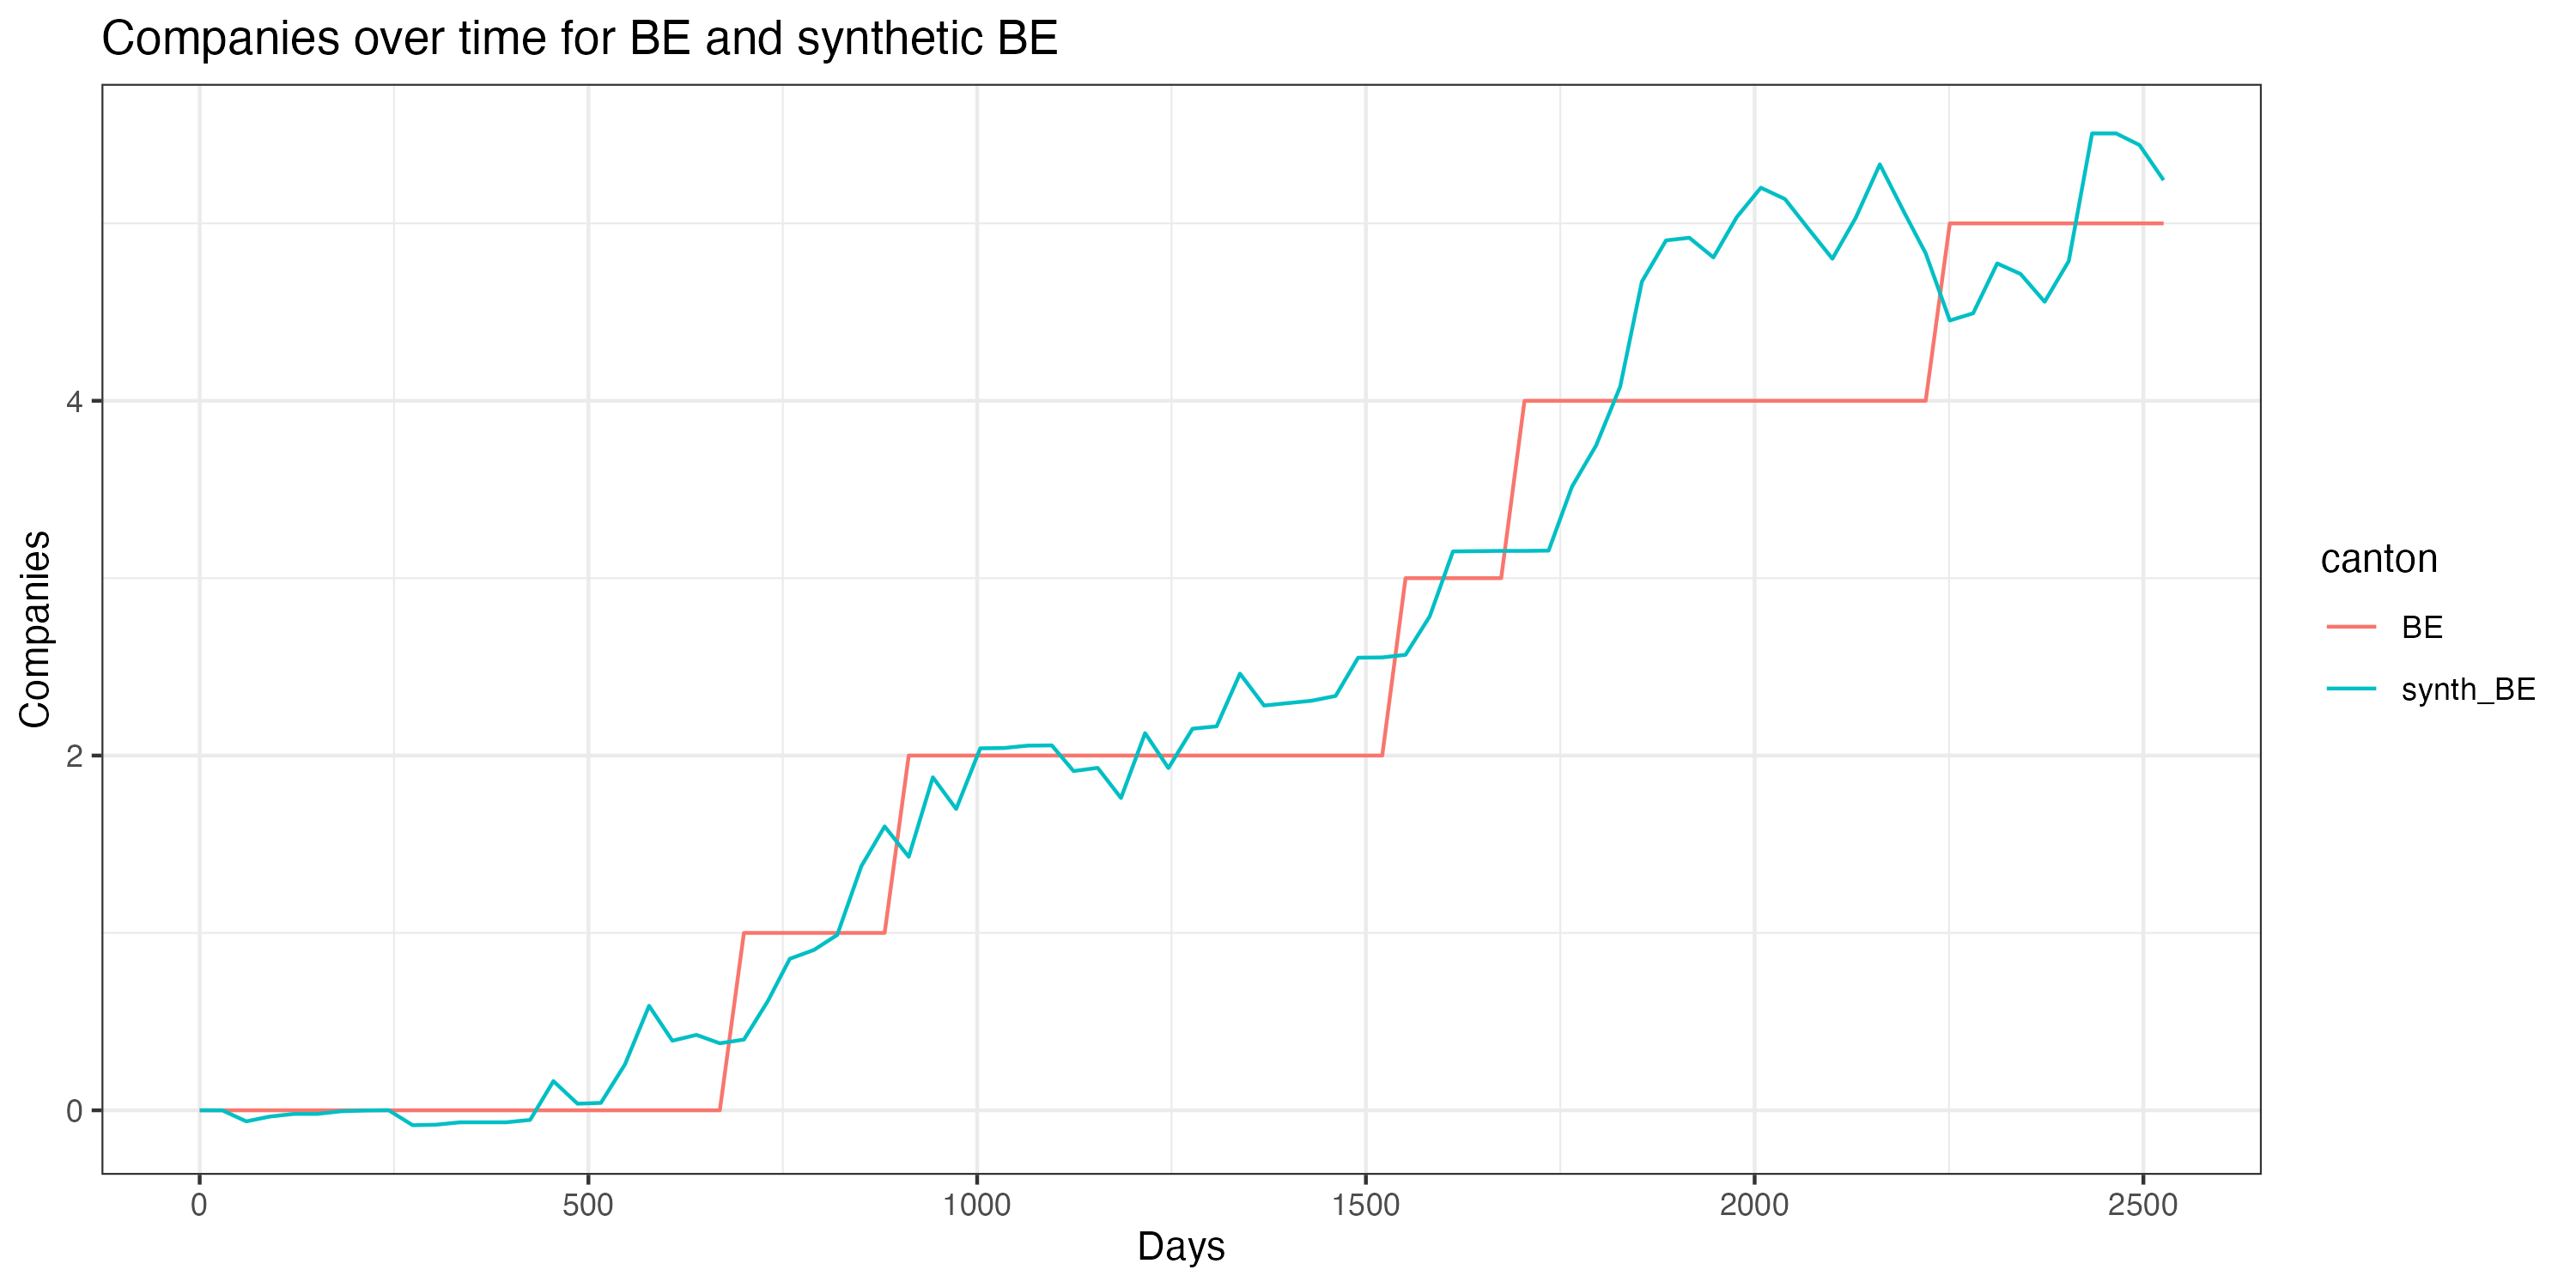 Companies over time for BE and synthetic BE
Companies
4
2
0
0
500
1000
1500
2000
2500
Days
canton
BE
synth_BE